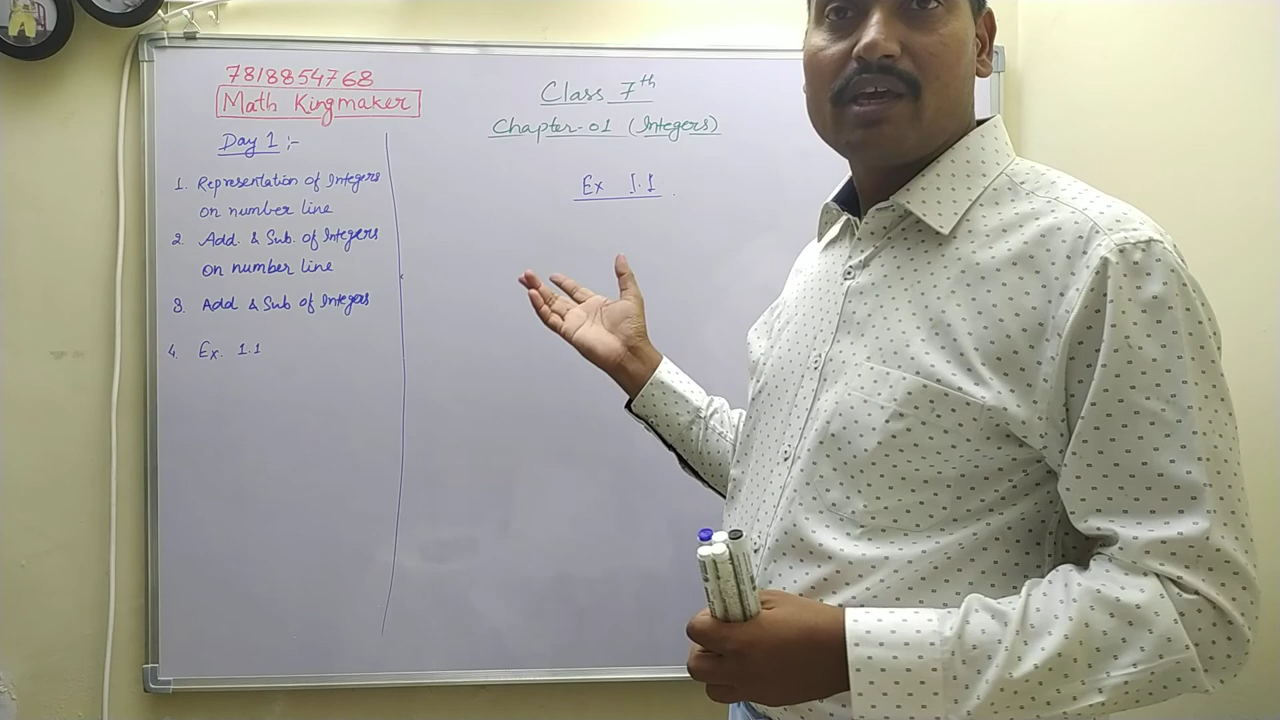 7818854768
Math Kingmaker
Day 1 :-
1. Representation of Integers
on number line
2. Add. & Sub. of Integers
on number line
3. Add & Sub of Integers
4. Ex. 1.1
Class 7th
Chapter-01 (Integers)
Ex 1.1